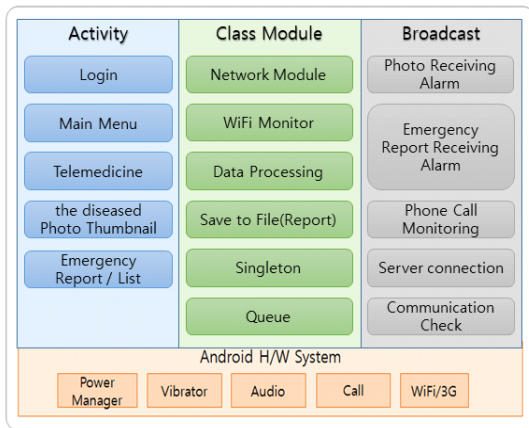 Activity
Login
Main Menu
Telemedicine
the diseased
Photo Thumbnail
Emergency
Report / List
Class Module
Network Module
WiFi Monitor
Data Processing
Save to File(Report)
Singleton
Queue
Broadcast
Photo Receiving
Alarm
Emergency
Report Receiving
Alarm
Phone Call
Monitoring
Server connection
Communication
Check
Android H/W System
Power
Manager
Vibrator
Audio
Call
WiFi/3G